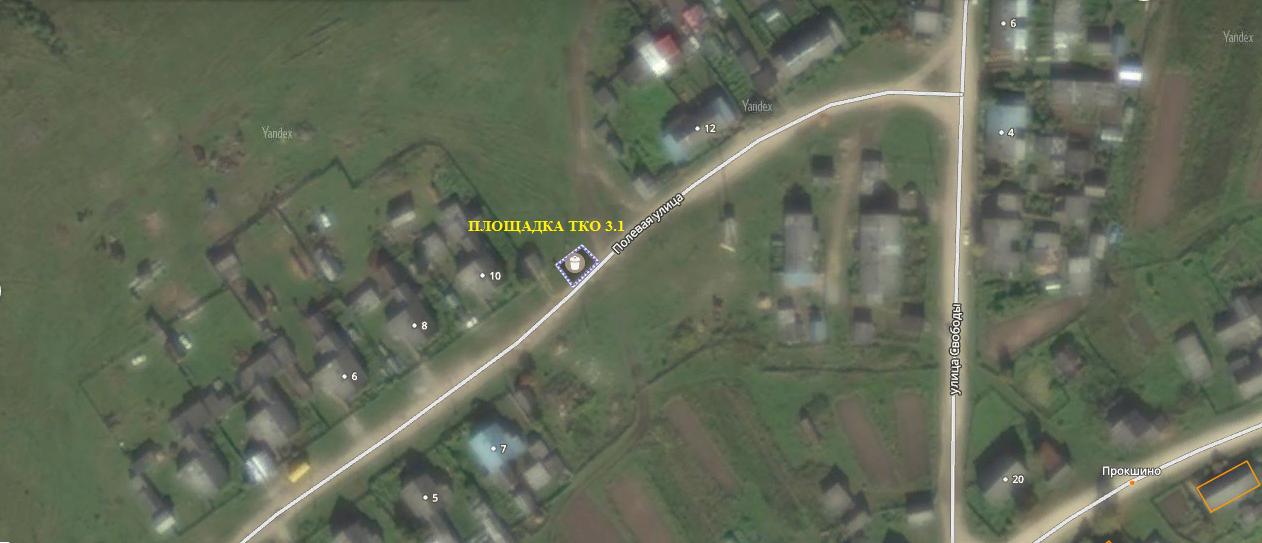 6
Yandex
Yandex
12
4
Yandex
ПЛОЩАДКА ТКО 3.1
Полевая улица
10
8
улица Свободы
6
7
Прокшино
20
5